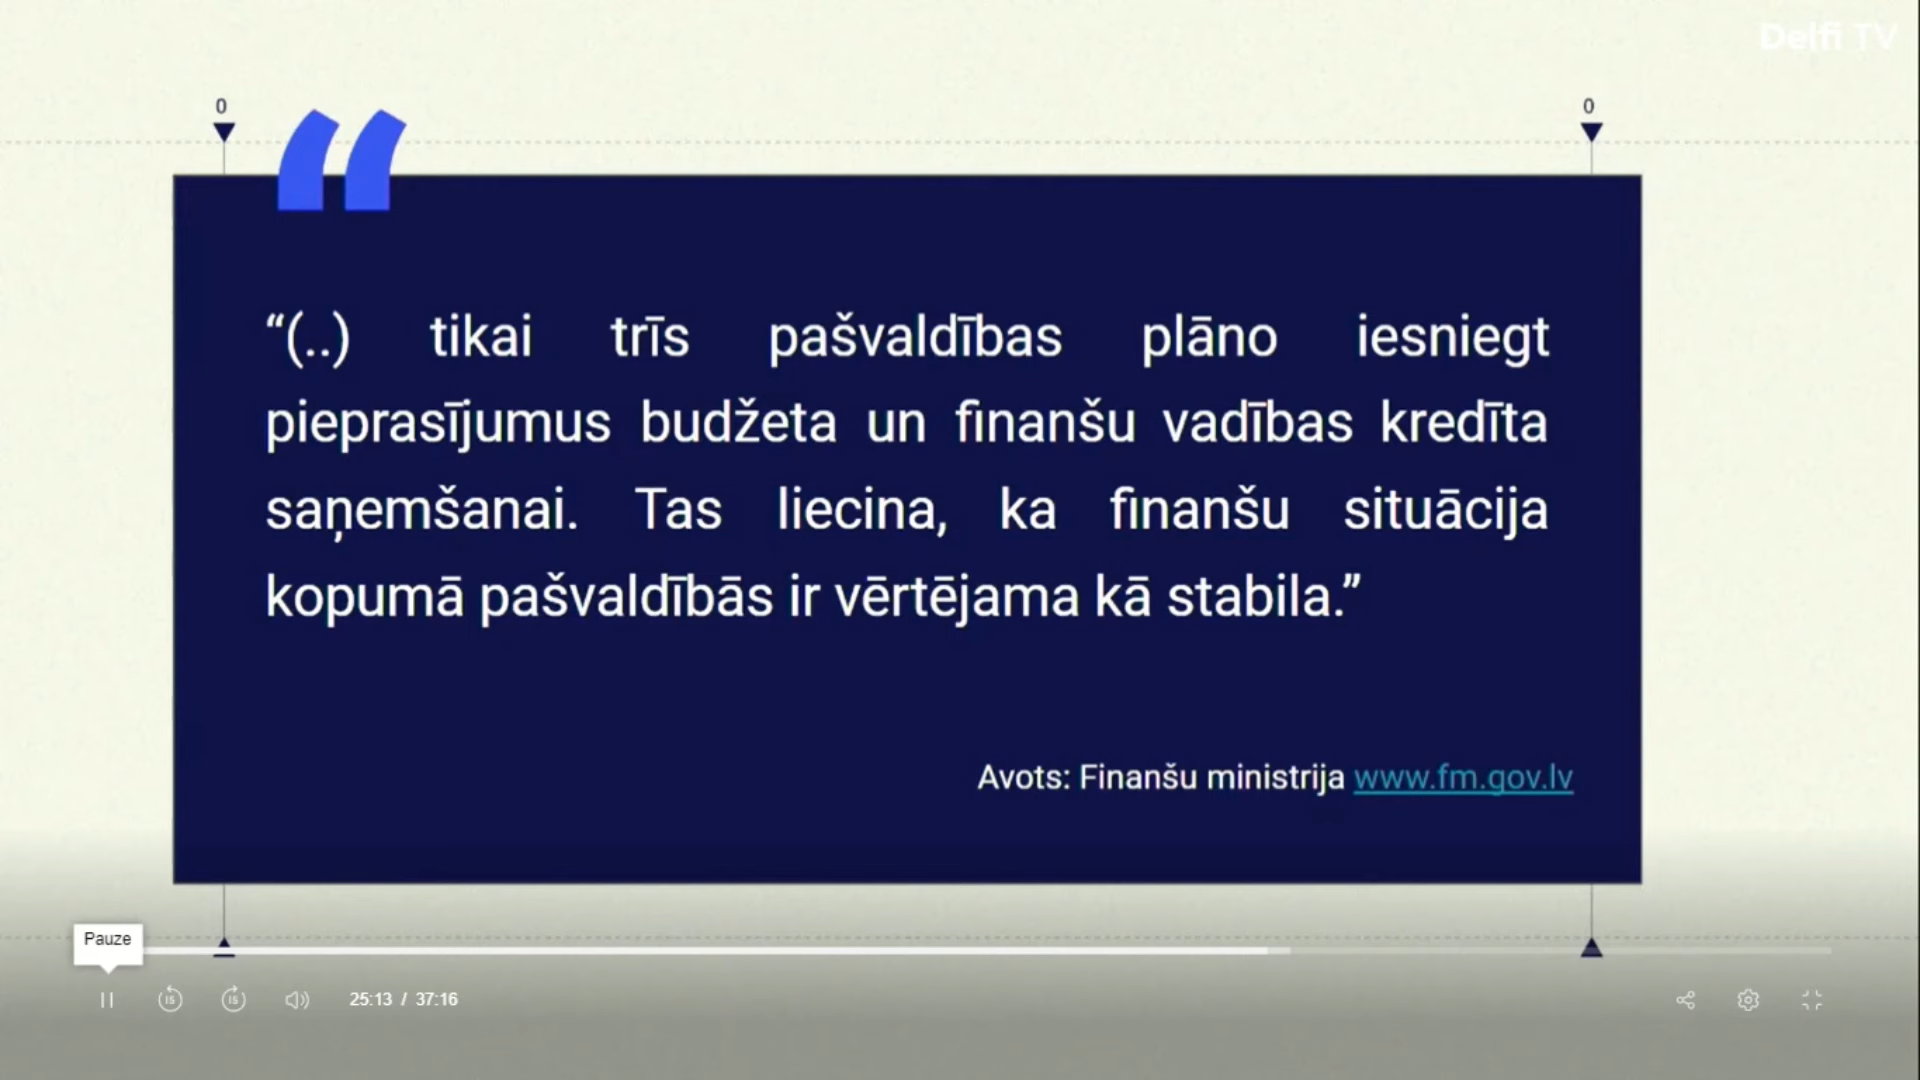 Delfi TV
0 0
“(..) tikai trīs pašvaldības plāno iesniegt
pieprasījumus budžeta un finanšu vadības kredīta
saņemšanai. Tas liecina, ka finanšu situācija
kopumā pašvaldībās ir vērtējama kā stabila.”
Avots: Finanšu ministrija www.fm.gov.lv
Pauze
15 15 25:13 / 37:16